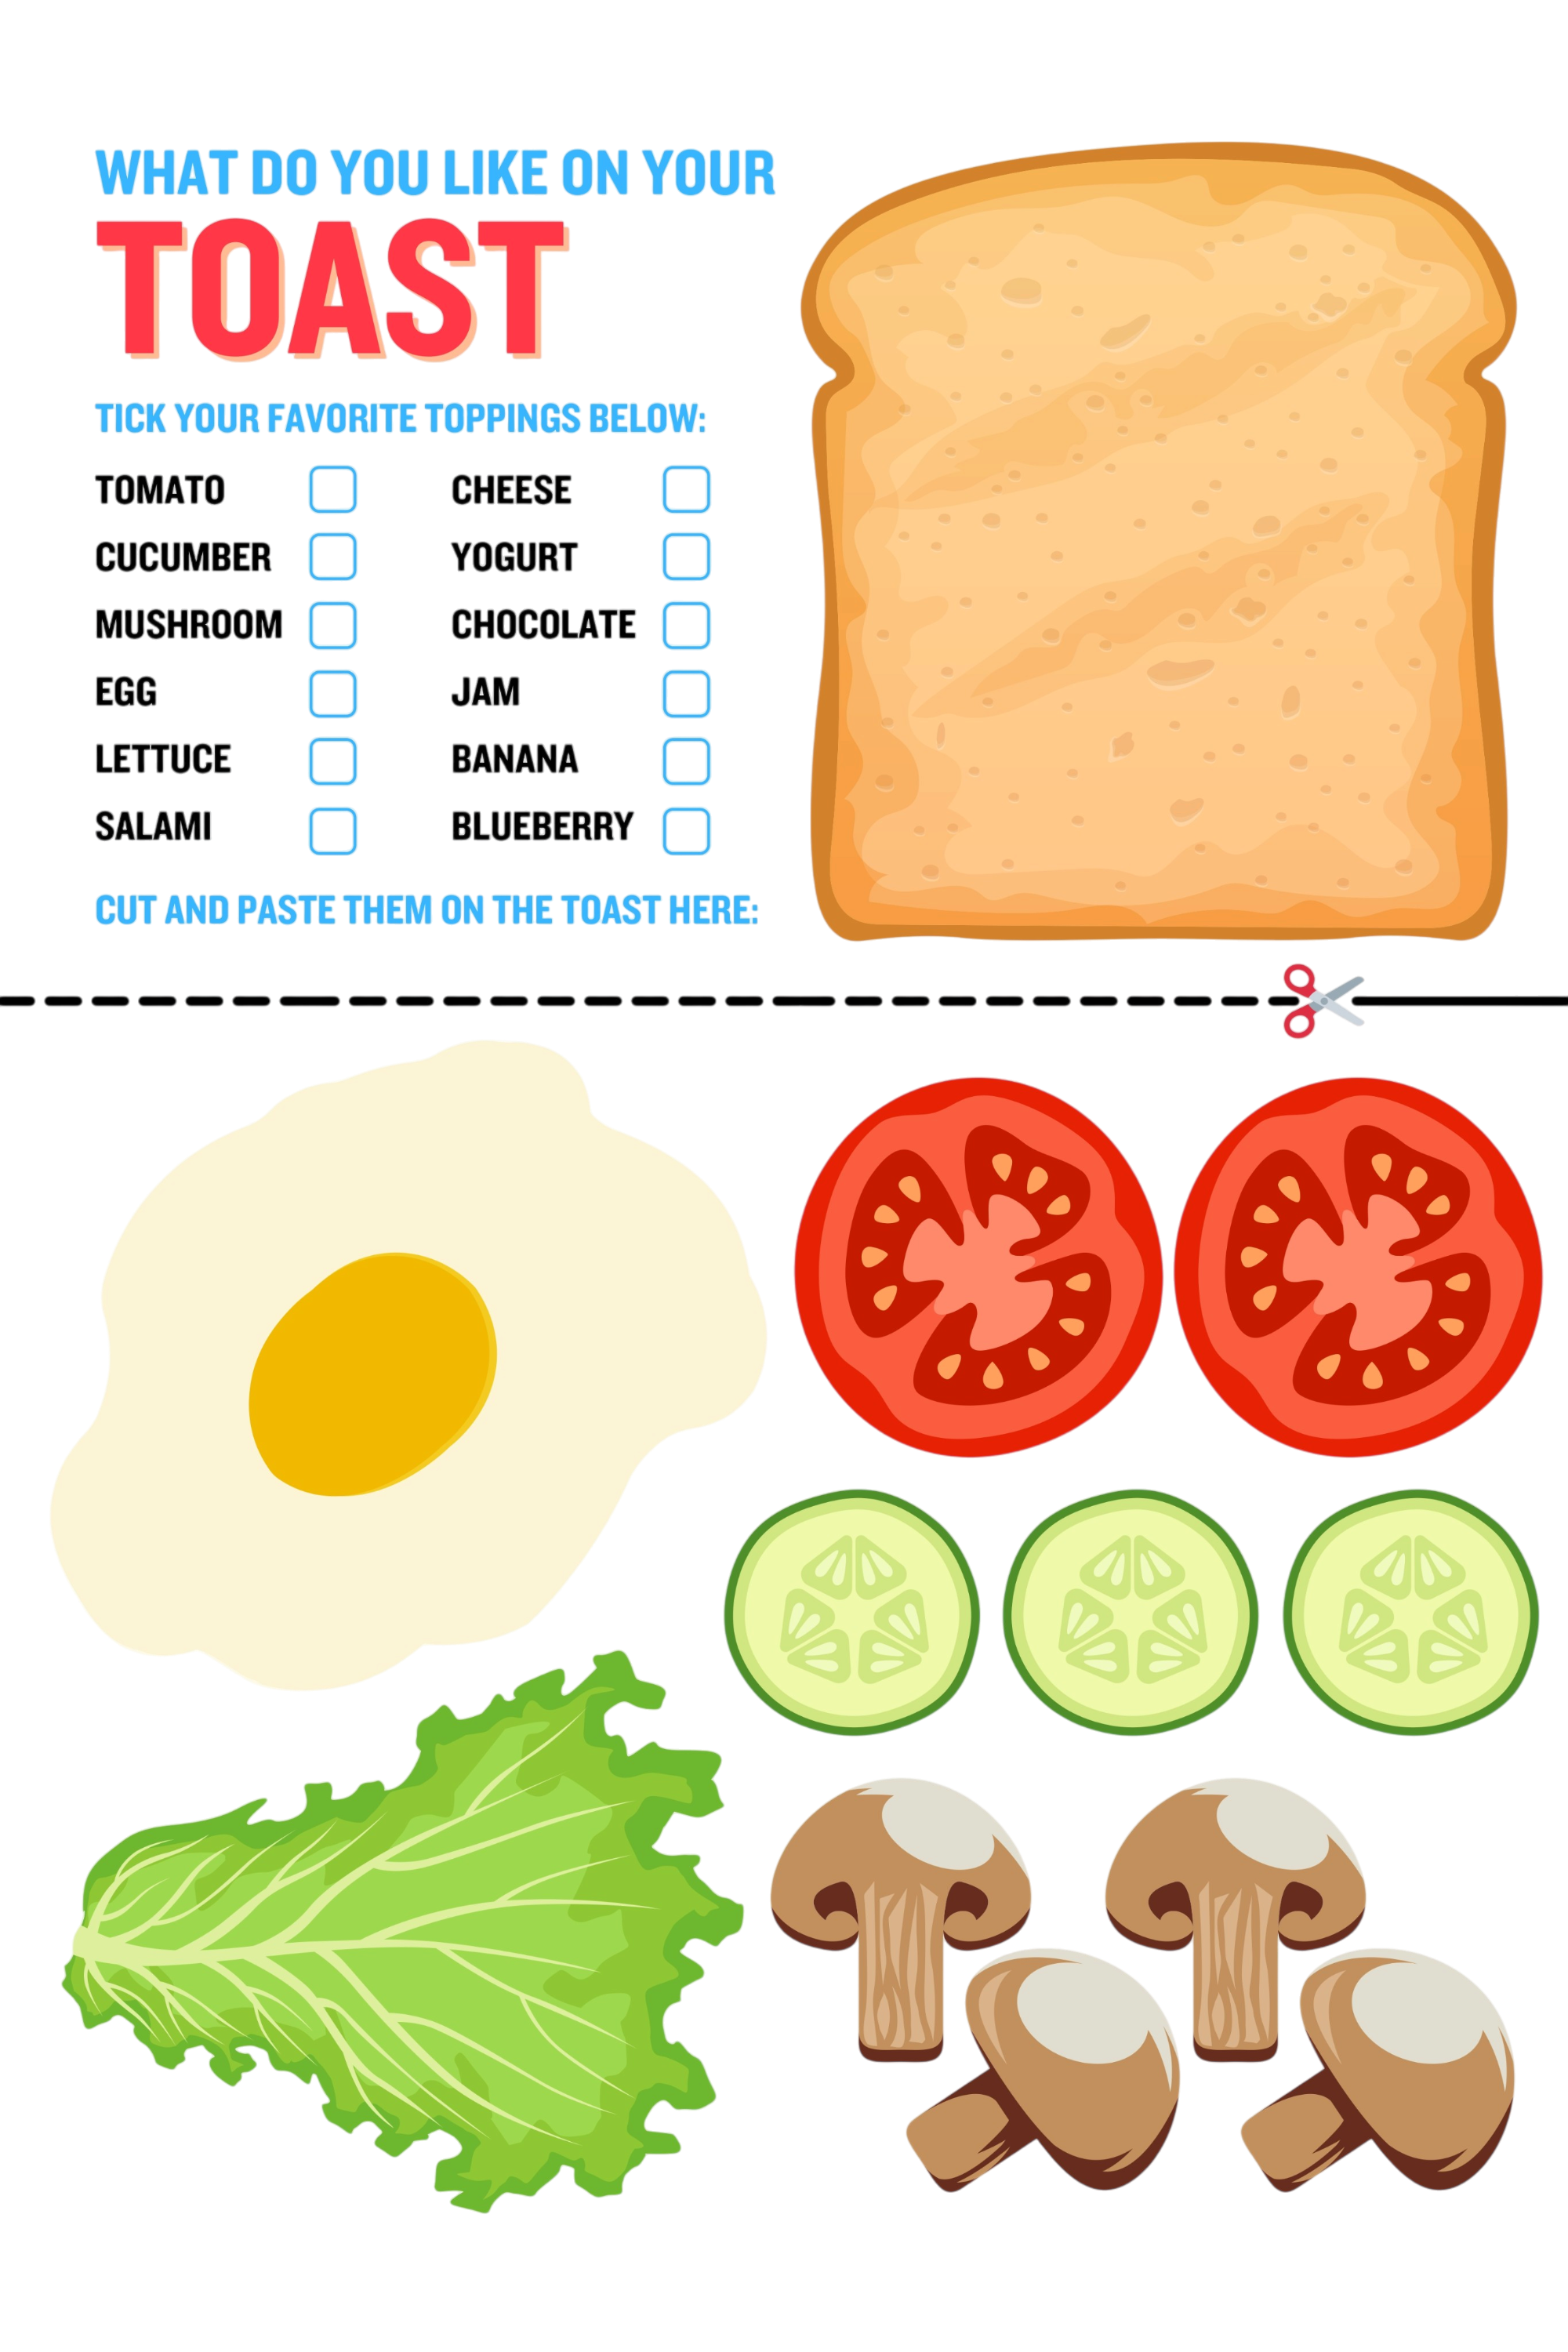 WHAT DO YOU LIKE ON YOUR
TOAST
TICK YOUR FAVORITE TOPPINGS BELOW:
TOMATO
CUCUMBER
MUSHROOM
EGG
LETTUCE
SALAMI
CHEESE
YOGURT
CHOCOLATE
JAM
BANANA
BLUEBERRY
CUT AND PASTE THEM ON THE TOAST HERE: